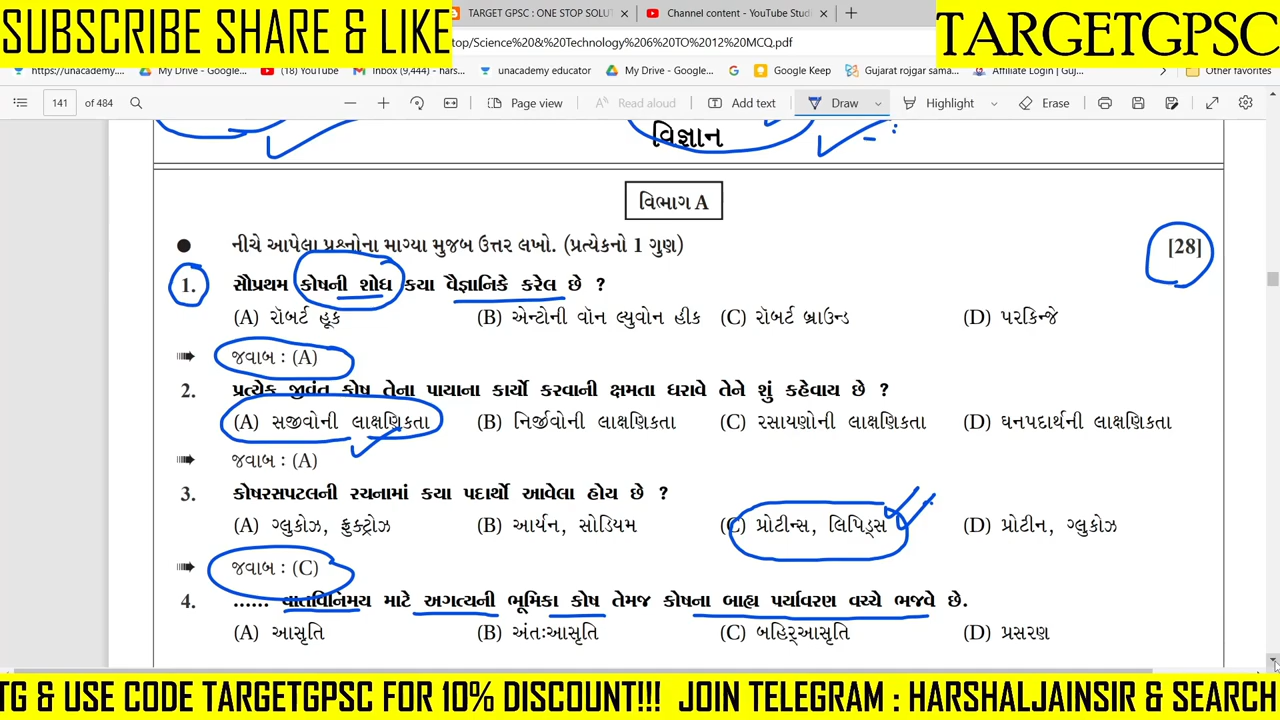 SUBSCRIBE SHARE & LIKE
TARGETGPSC
TARGET GPSC : ONE STOP SOLU
Channel content - YouTube Studi
top/Science%20&%20Technology%206%20TO%2012%20MCQ.pdf
https://unacademy.d...
My Drive - Google...
(18) YouTube
Inbox (9,444) - hars...
unacademy educator
My Drive - Google...
Google Keep
Gujarat rojgar sama...
Affiliate Login | Guj...
Other favorites
141 of 484
Page view
Read aloud
Add text
Draw
Highlight
Erase
વિજ્ઞાન
વિભાગ A
● નીચે આપેલા પ્રશ્નોના માગ્યા મુજબ ઉત્તર લખો. (પ્રત્યેકનો 1 ગુણ) [28]
1. સૌપ્રથમ કોષની શોધ કયા વૈજ્ઞાનિકે કરેલ છે ?
(A) રૉબર્ટ હૂક (B) એન્ટોની વૉન લ્યુવોન હીક (C) રૉબર્ટ બ્રાઉન્ડ (D) પરકિન્જે
જવાબ : (A)
2. પ્રત્યેક જીવંત કોષ તેના પાયાના કાર્યો કરવાની ક્ષમતા ધરાવે તેને શું કહેવાય છે ?
(A) સજીવોની લાક્ષણિકતા (B) નિર્જીવોની લાક્ષણિકતા (C) રસાયણોની લાક્ષણિકતા (D) ઘનપદાર્થની લાક્ષણિકતા
જવાબ : (A)
3. કોષરસપટલની રચનામાં કયા પદાર્થો આવેલા હોય છે ?
(A) ગ્લુકોઝ, ફ્રુક્ટ્રોઝ (B) આર્યન, સોડિયમ (C) પ્રોટીન્સ, લિપિડ્સ (D) પ્રોટીન, ગ્લુકોઝ
જવાબ : (C)
4. ...... વાતવિનિમય માટે અગત્યની ભૂમિકા કોષ તેમજ કોષના બાહ્ય પર્યાવરણ વચ્ચે ભજવે છે.
(A) આસૃતિ (B) અંતઃઆસૃતિ (C) બહિર્આસૃતિ (D) પ્રસરણ
TG & USE CODE TARGETGPSC FOR 10% DISCOUNT!!! JOIN TELEGRAM : HARSHALJAINSIR & SEARCH